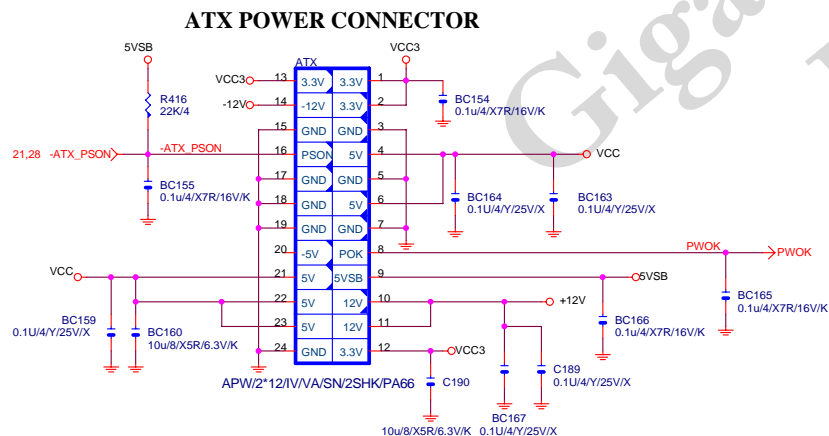 ATX POWER CONNECTOR
Giga
5VSB
VCC3
ATX
R416
22K/4
VCC3
13
3.3V
3.3V
1
BC154
0.1u/4/X7R/16V/K
-12V
14
-12V
3.3V
2
15
GND
GND
3
21,28
-ATX_PSON
-ATX_PSON
16
PSON
5V
4
VCC
BC155
0.1u/4/X7R/16V/K
17
GND
GND
5
BC164
0.1U/4/Y/25V/X
BC163
0.1U/4/Y/25V/X
18
GND
5V
6
19
GND
GND
7
20
-5V
POK
8
PWOK
PWOK
VCC
21
5V
5VSB
9
5VSB
22
5V
12V
10
+12V
BC165
0.1u/4/X7R/16V/K
BC159
0.1U/4/Y/25V/X
BC160
10u/8/X5R/6.3V/K
23
5V
12V
11
BC166
0.1u/4/X7R/16V/K
24
GND
3.3V
12
VCC3
APW/2*12/IV/VA/SN/2SHK/PA66
C190
10u/8/X5R/6.3V/K
BC167
0.1U/4/Y/25V/X
C189
0.1U/4/Y/25V/X